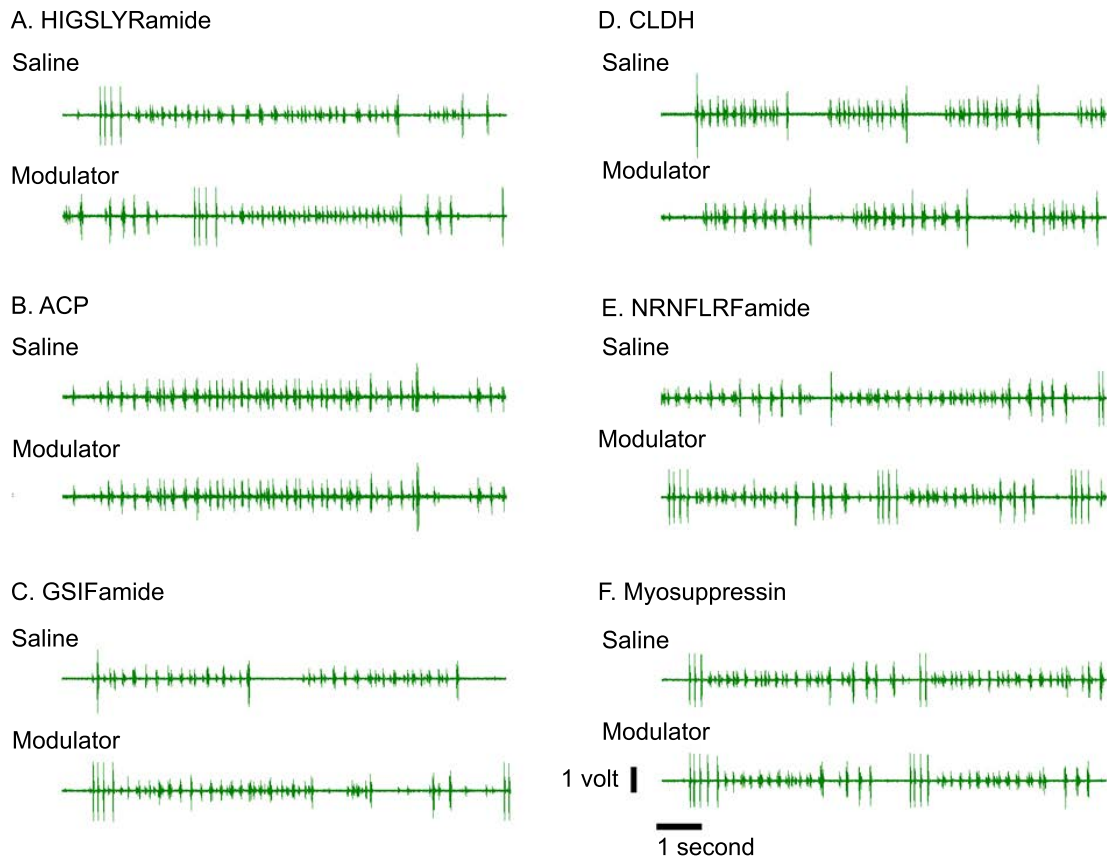 A. HIGSLYRamide
Saline
Modulator
B. ACP
Saline
Modulator
C. GSIFamide
Saline
Modulator
D. CLDH
Saline
Modulator
E. NRNFLRFamide
Saline
Modulator
F. Myosuppressin
Saline
Modulator
1 volt
1 second